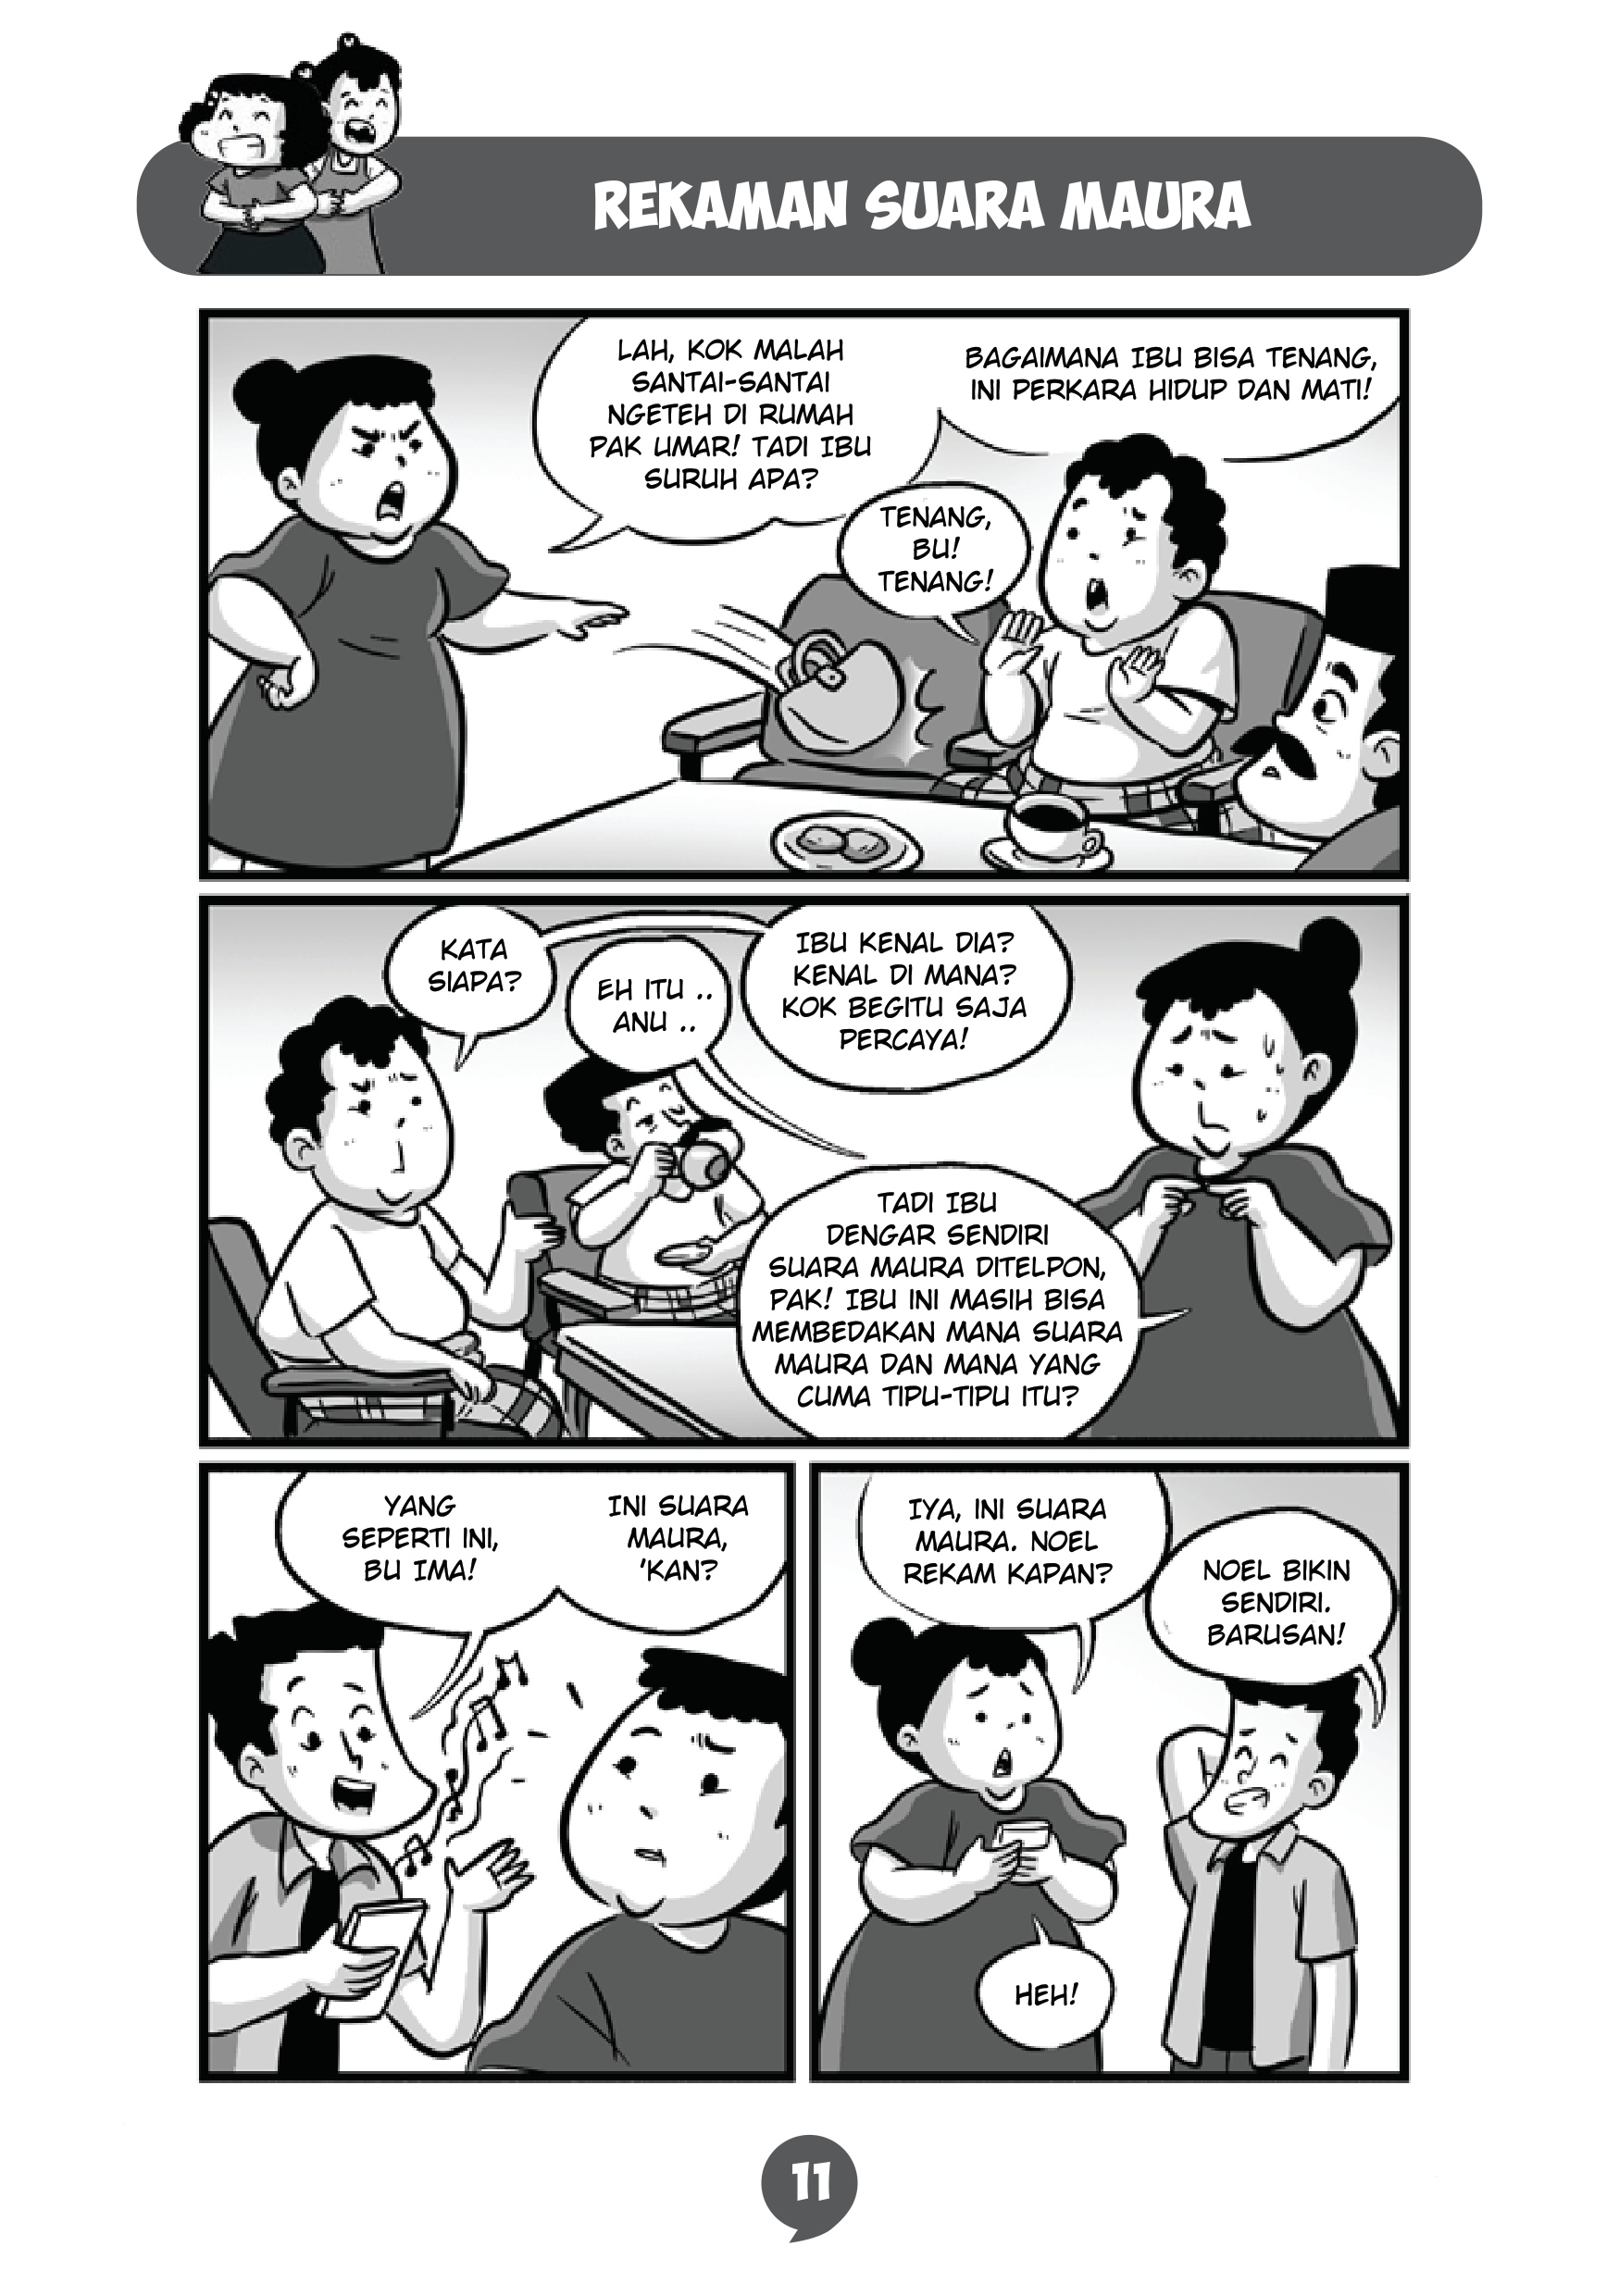 REKAMAN SUARA MAURA
LAH, KOK MALAH
SANTAI-SANTAI
NGETEH DI RUMAH
PAK UMAR! TADI IBU
SURUH APA?
TENANG,
BU!
TENANG!
BAGAIMANA IBU BISA TENANG,
INI PERKARA HIDUP DAN MATI!
KATA
SIAPA?
EH ITU ..
ANU ..
IBU KENAL DIA?
KENAL DI MANA?
KOK BEGITU SAJA
PERCAYA!
TADI IBU
DENGAR SENDIRI
SUARA MAURA DITELPON,
PAK! IBU INI MASIH BISA
MEMBEDAKAN MANA SUARA
MAURA DAN MANA YANG
CUMA TIPU-TIPU ITU?
YANG
SEPERTI INI,
BU IMA!
INI SUARA
MAURA,
'KAN?
IYA, INI SUARA
MAURA. NOEL
REKAM KAPAN?
NOEL BIKIN
SENDIRI.
BARUSAN!
HEH!
11